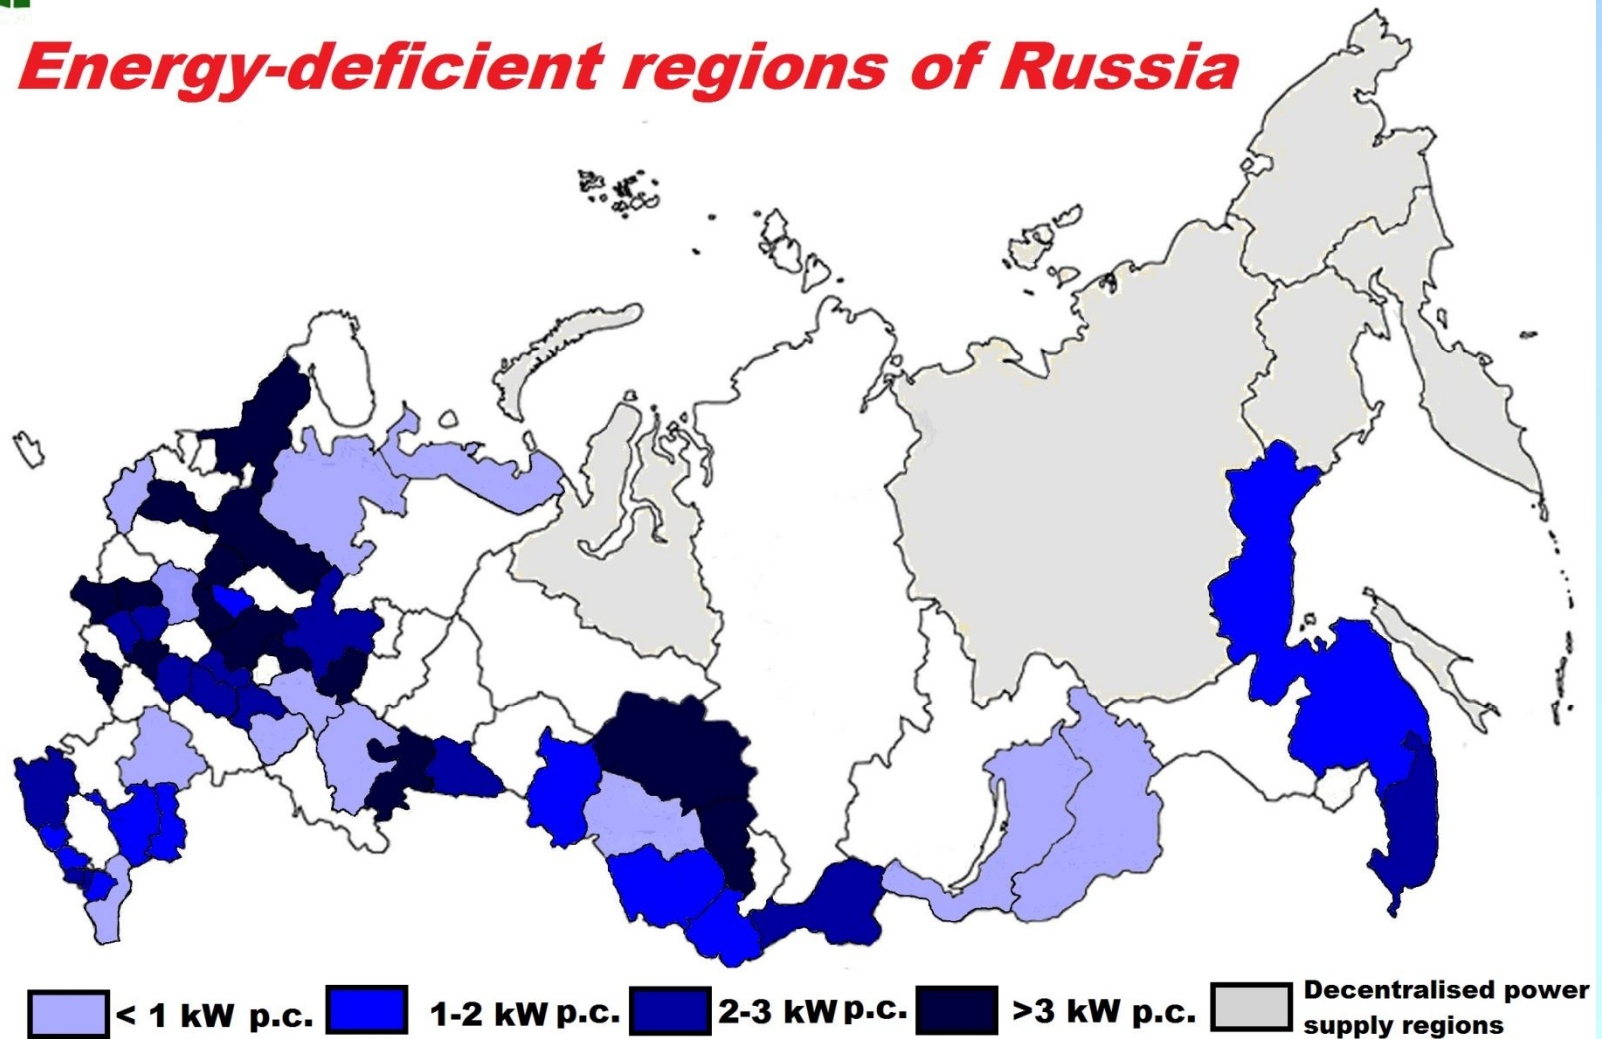 Energy-deficient regions of Russia
< 1 kW p.c.
1-2 kW p.c.
2-3 kW p.c.
>3 kW p.c.
Decentralised power
supply regions